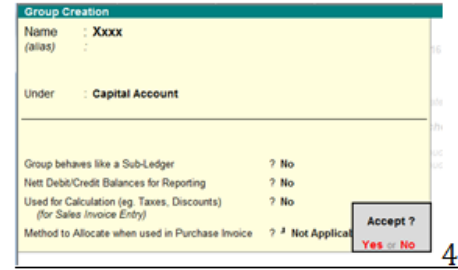 Group Creation
Name : Xxxx
(alias) :
Under : Capital Account
Group behaves like a Sub-Ledger ? No
Nett Debit/Credit Balances for Reporting ? No
Used for Calculation (eg. Taxes, Discounts) ? No
(for Sales Invoice Entry)
Method to Allocate when used in Purchase Invoice ? Not Applicab
Accept ?
Yes or No
4